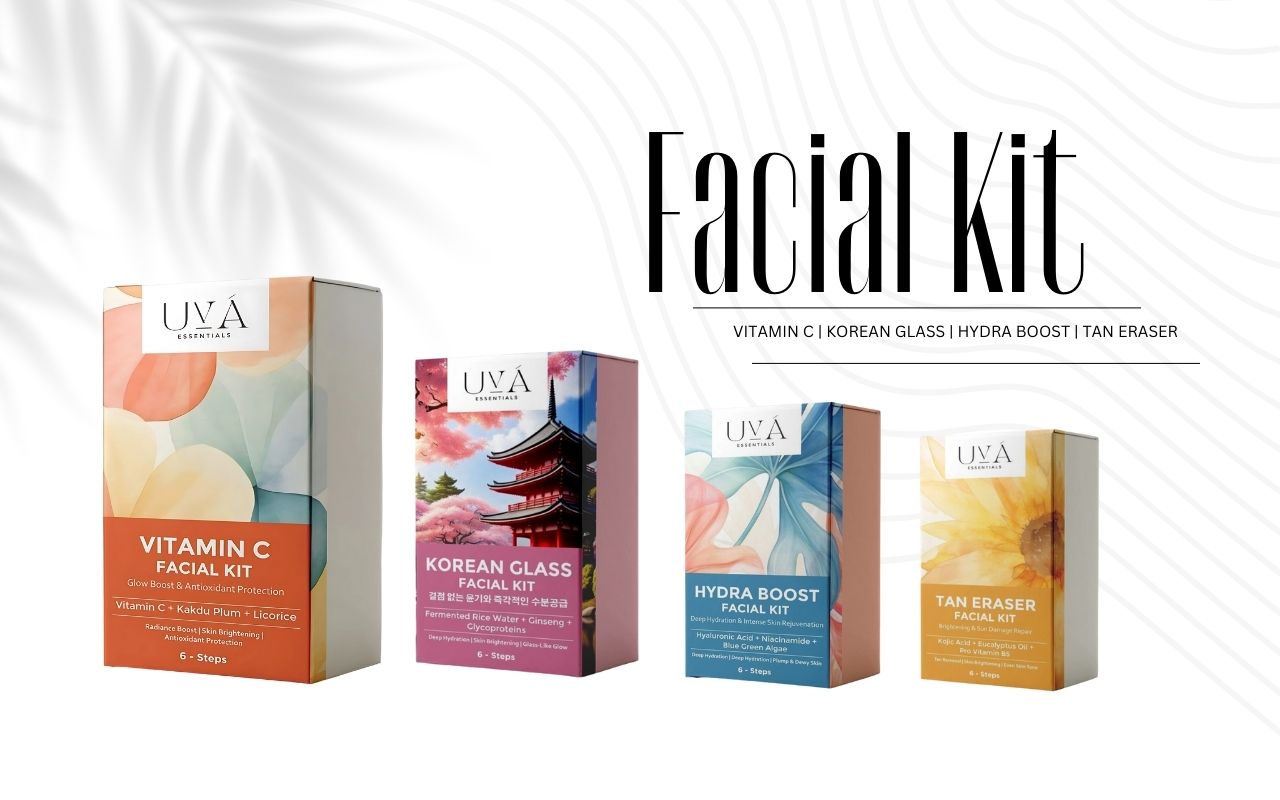 Facial Kit
VITAMIN C | KOREAN GLASS | HYDRA BOOST | TAN ERASER
UVÁ
ESSENTIALS
VITAMIN C
FACIAL KIT
Glow Boost & Antioxidant Protection
Vitamin C + Kakdu Plum + Licorice
Radiance Boost | Skin Brightening |
Antioxidant Protection
6 - Steps
UVÁ
ESSENTIALS
KOREAN GLASS
FACIAL KIT
결점 없는 윤기와 즉각적인 수분공급
Fermented Rice Water + Ginseng +
Glycoproteins
Deep Hydration | Skin Brightening | Glass-Like Glow
6 - Steps
UVÁ
ESSENTIALS
HYDRA BOOST
FACIAL KIT
Deep Hydration & Intense Skin Rejuvenation
Hyaluronic Acid + Niacinamide +
Blue Green Algae
Deep Hydration | Deep Hydration | Plump & Dewy Skin
6 - Steps
UVÁ
ESSENTIALS
TAN ERASER
FACIAL KIT
Brightening & Sun Damage Repair
Kojic Acid + Eucalyptus Oil +
Pro Vitamin B5
Tan Removal | Skin Brightening | Even Skin Tone
6 - Steps